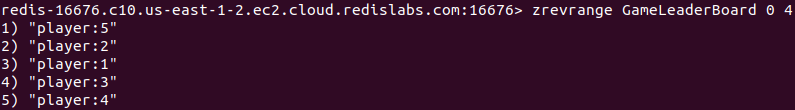 redis-16676.c10.us-east-1-2.ec2.cloud.redislabs.com:16676> zrevrange GameLeaderBoard 0 4
1) "player:5"
2) "player:2"
3) "player:1"
4) "player:3"
5) "player:4"